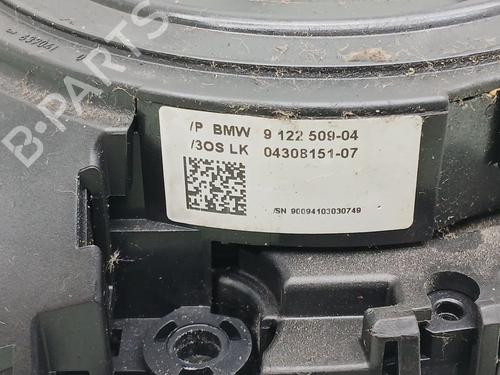 /P BMW 9 122 509-04
/3OS LK 04308151-07
/SN 90094103030749
B-PARTS